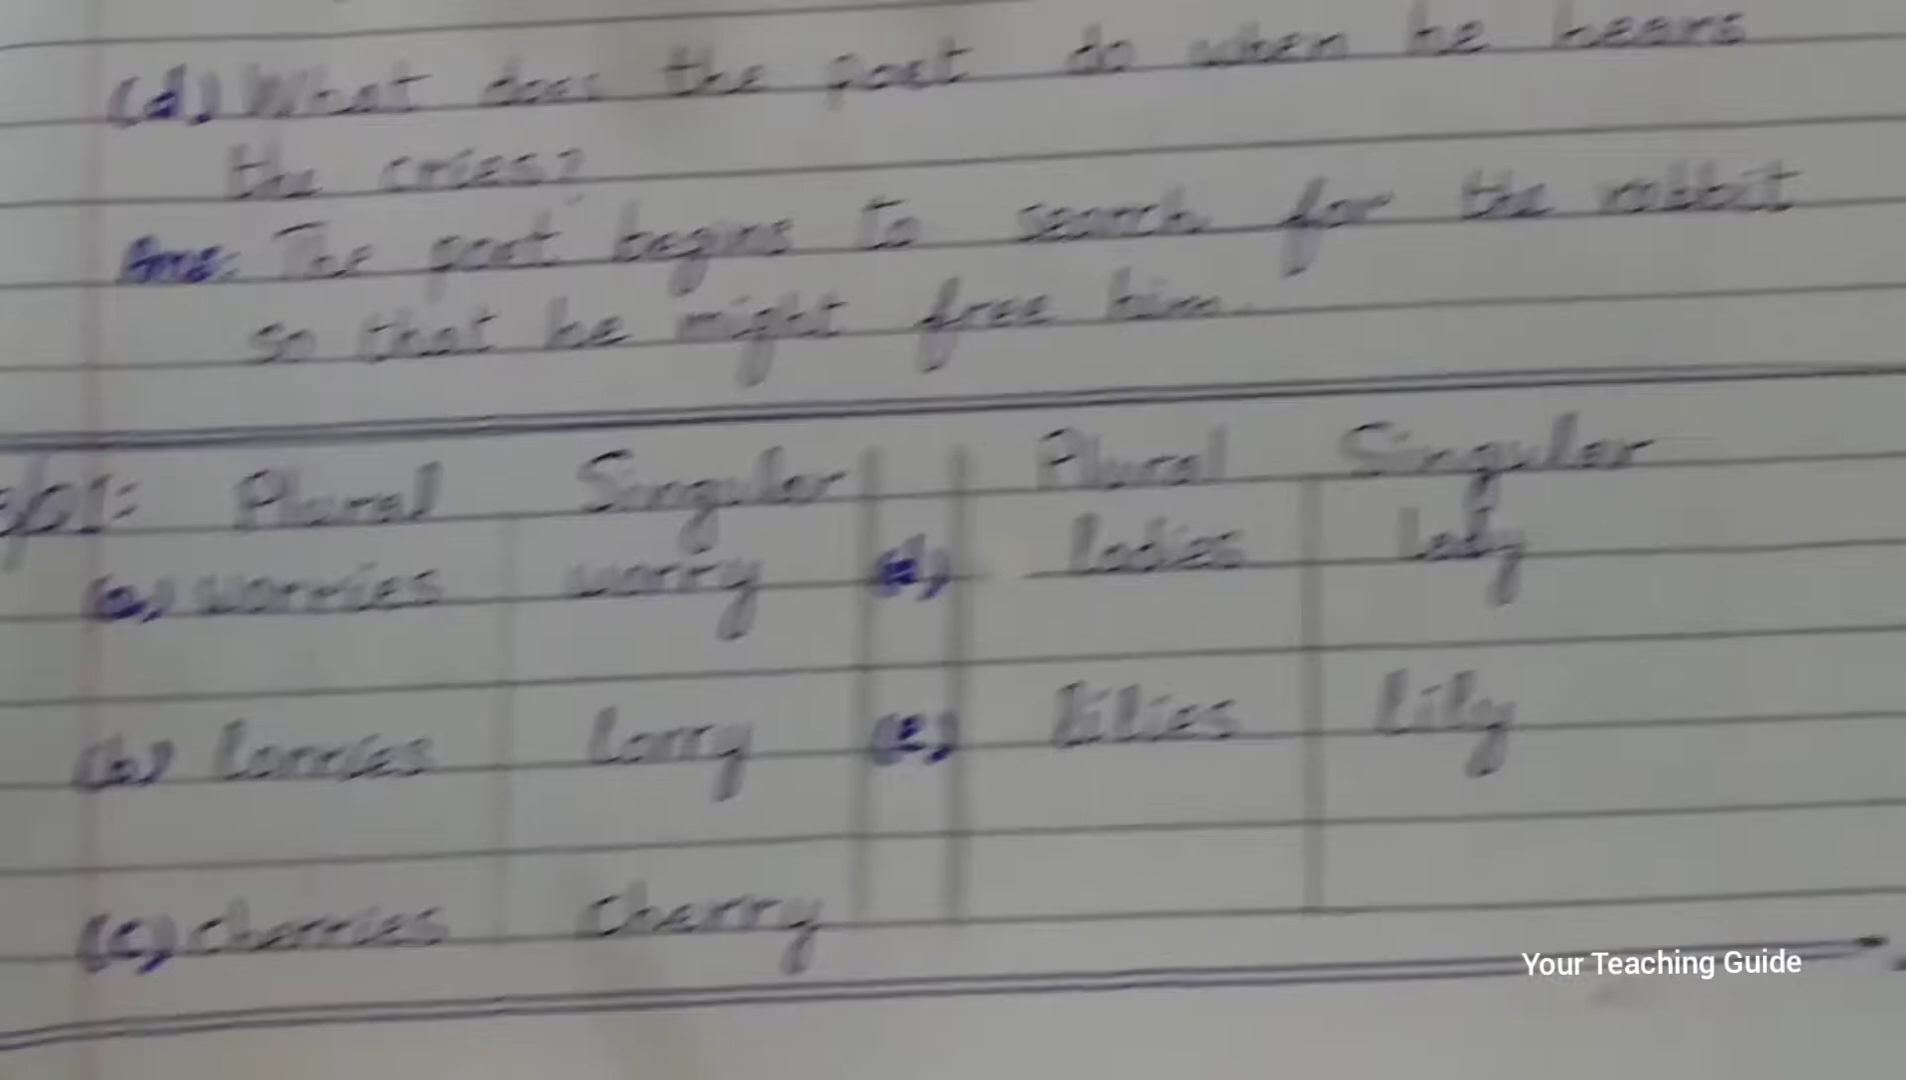 (d) What does the poet do when he hears
the cries?
Ans: The poet begins to search for the rabbit
so that he might free him.
Plural Singular Plural Singular
(a) worries worry (d) ladies lady
(b) lorries lorry (e) lilies lily
(c) cherries cherry
Your Teaching Guide